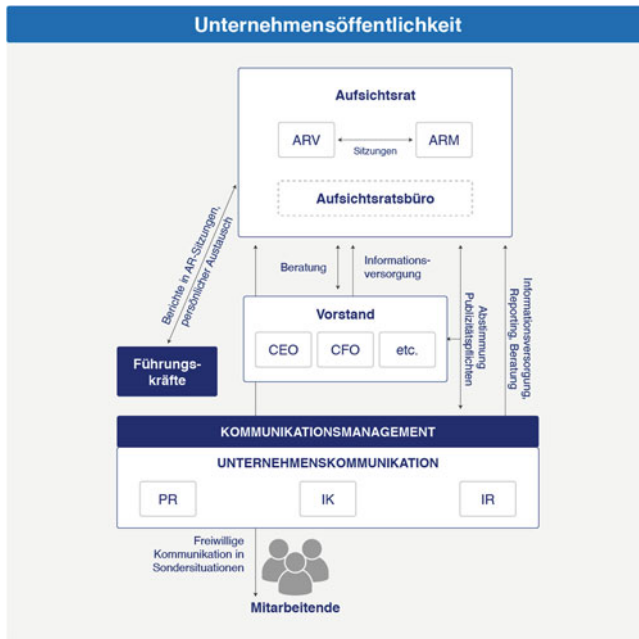 Unternehmensöffentlichkeit
Aufsichtsrat
ARV
ARM
Sitzungen
Aufsichtsratsbüro
Berichte in AR-Sitzungen,
persönlicher Austausch
Beratung
Informations-
versorgung
Abstimmung
Publizitätspflichten
Informationsversorgung,
Reporting, Beratung
Vorstand
CEO
CFO
etc.
Führungs-
kräfte
KOMMUNIKATIONSMANAGEMENT
UNTERNEHMENSKOMMUNIKATION
PR
IK
IR
Freiwillige
Kommunikation in
Sondersituationen
Mitarbeitende